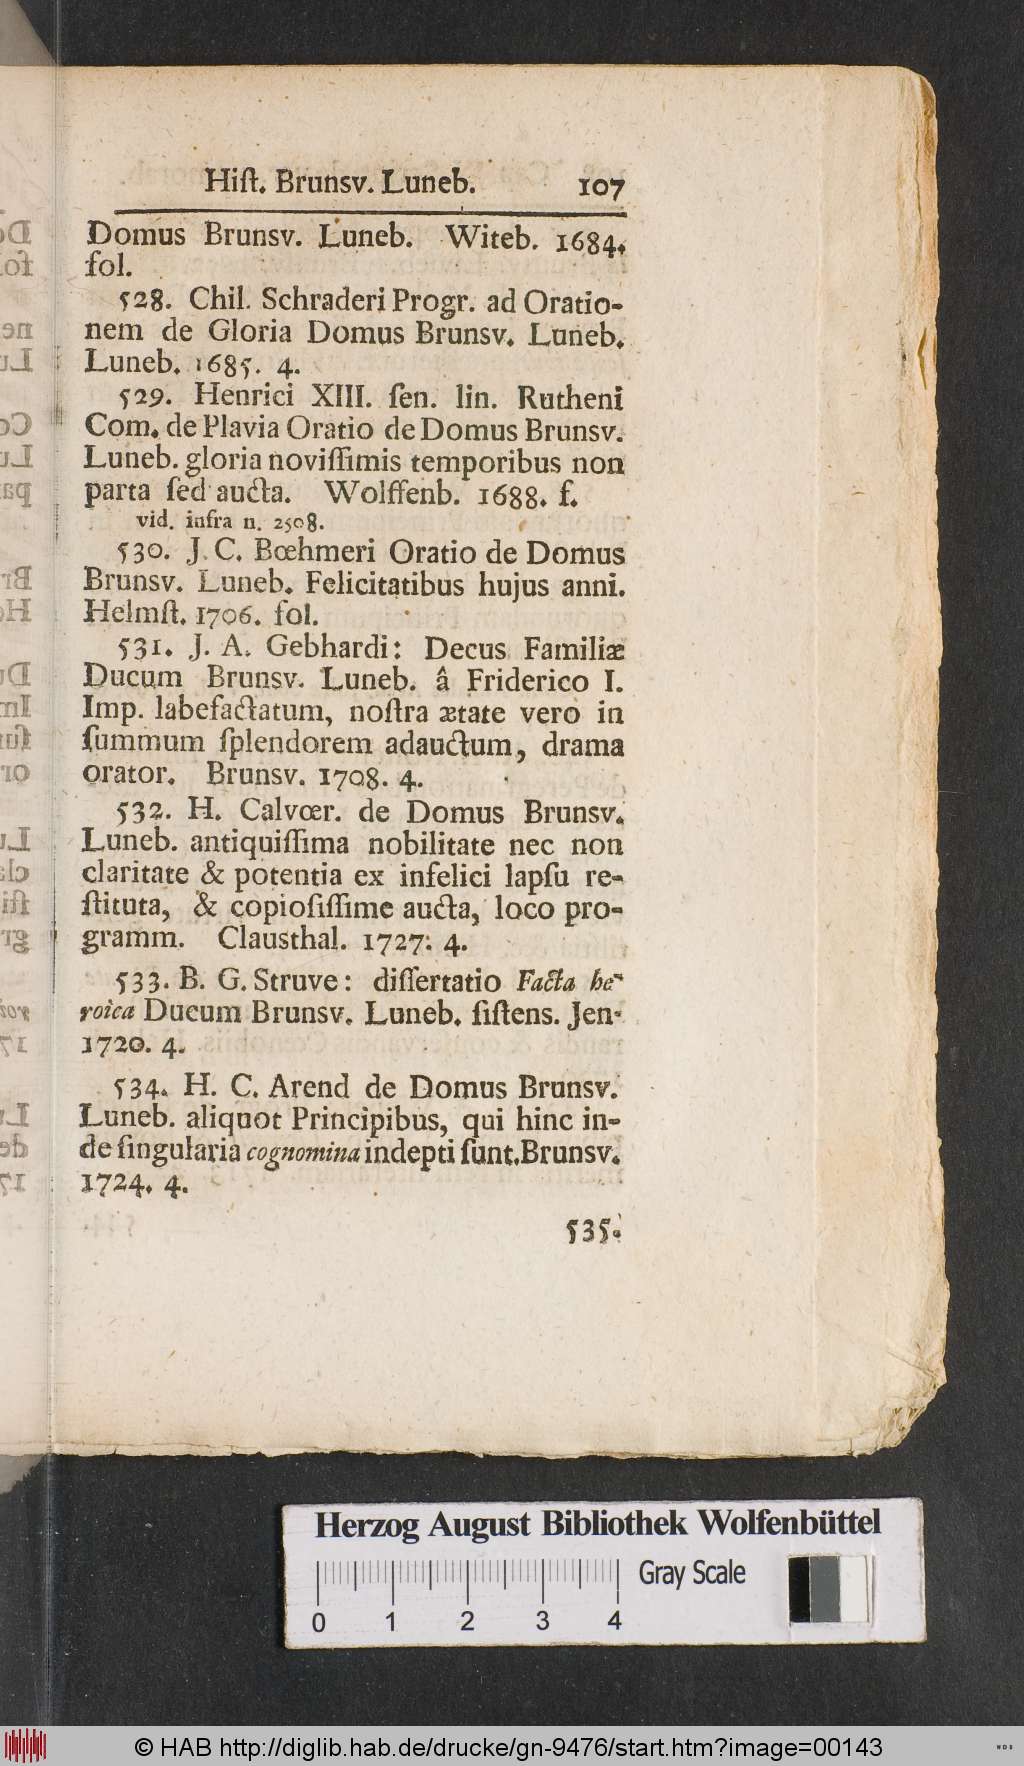 Hiſt. Brunsv. Luneb. 107
Domus Brunsv. Luneb. Witeb. 1684.
fol.
528. Chil. Schraderi Progr. ad Oratio-
nem de Gloria Domus Brunsv. Luneb.
Luneb. 1685. 4.
529. Henrici XIII. ſen. lin. Rutheni
Com. de Plavia Oratio de Domus Brunsv.
Luneb. gloria noviſſimis temporibus non
parta ſed aucta. Wolffenb. 1688. f.
vid. infra n. 2508.
530. J. C. Bœhmeri Oratio de Domus
Brunsv. Luneb. Felicitatibus hujus anni.
Helmſt. 1706. fol.
531. J. A. Gebhardi: Decus Familiæ
Ducum Brunsv. Luneb. â Friderico I.
Imp. labefactatum, noſtra ætate vero in
ſummum ſplendorem adauctum, drama
orator. Brunsv. 1708. 4.
532. H. Calvœr. de Domus Brunsv.
Luneb. antiquiſſima nobilitate nec non
claritate & potentia ex infelici lapſu re-
ſtituta, & copioſiſſime aucta, loco pro-
gramm. Clausthal. 1727. 4.
533. B. G. Struve: diſſertatio Facta he-
roica Ducum Brunsv. Luneb. ſiſtens. Jen.
1720. 4.
534. H. C. Arend de Domus Brunsv.
Luneb. aliquot Principibus, qui hinc in-
de ſingularia cognomina indepti ſunt. Brunsv.
1724. 4.
535.
Herzog August Bibliothek Wolfenbüttel
Gray Scale
0 1 2 3 4
© HAB http://diglib.hab.de/drucke/gn-9476/start.htm?image=00143